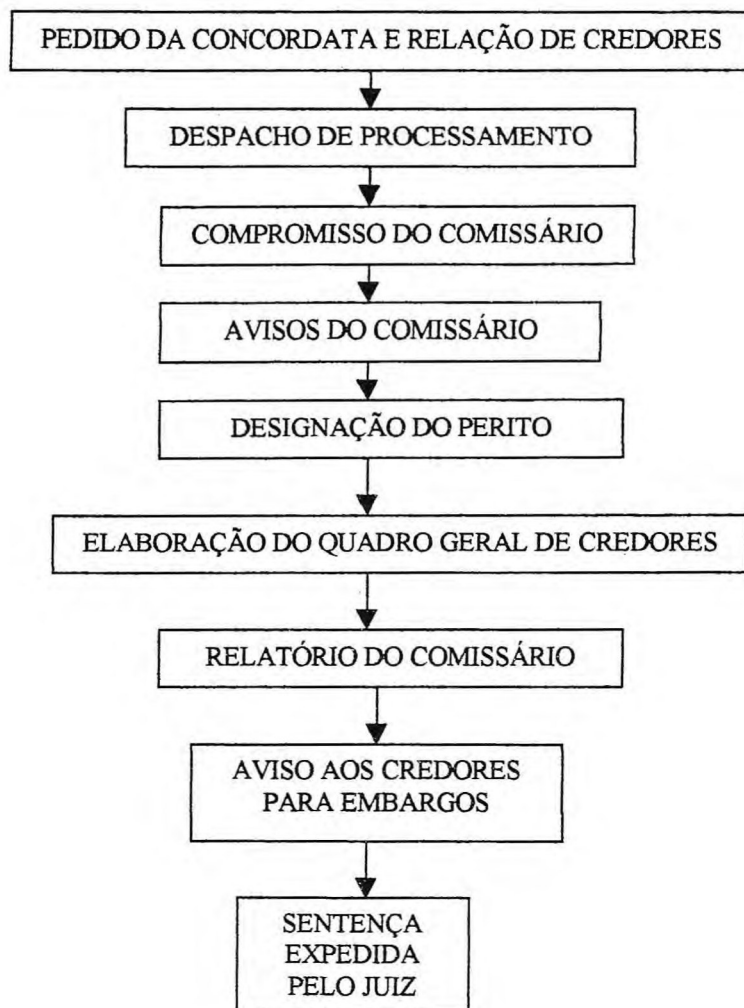 PEDIDO DA CONCORDATA E RELAÇÃO DE CREDORES
DESPACHO DE PROCESSAMENTO
COMPROMISSO DO COMISSÁRIO
AVISOS DO COMISSÁRIO
DESIGNAÇÃO DO PERITO
ELABORAÇÃO DO QUADRO GERAL DE CREDORES
RELATÓRIO DO COMISSÁRIO
AVISO AOS CREDORES
PARA EMBARGOS
SENTENÇA
EXPEDIDA
PELO JUIZ